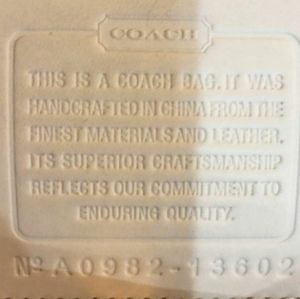 COACH
THIS IS A COACH BAG. IT WAS
HANDCRAFTED IN CHINA FROM THE
FINEST MATERIALS AND LEATHER.
ITS SUPERIOR CRAFTSMANSHIP
REFLECTS OUR COMMITMENT TO
ENDURING QUALITY.
Nº A0982-13602